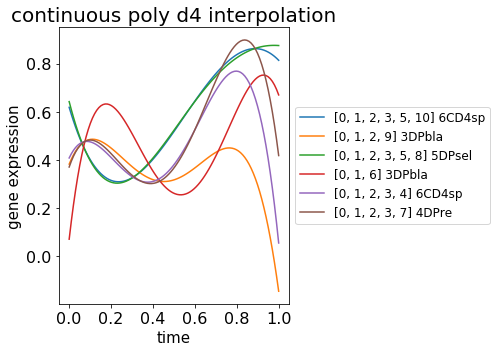 continuous poly d4 interpolation
gene expression
0.8
0.6
0.4
0.2
0.0
0.0 0.2 0.4 0.6 0.8 1.0
time
[0, 1, 2, 3, 5, 10] 6CD4sp
[0, 1, 2, 9] 3DPbla
[0, 1, 2, 3, 5, 8] 5DPsel
[0, 1, 6] 3DPbla
[0, 1, 2, 3, 4] 6CD4sp
[0, 1, 2, 3, 7] 4DPre